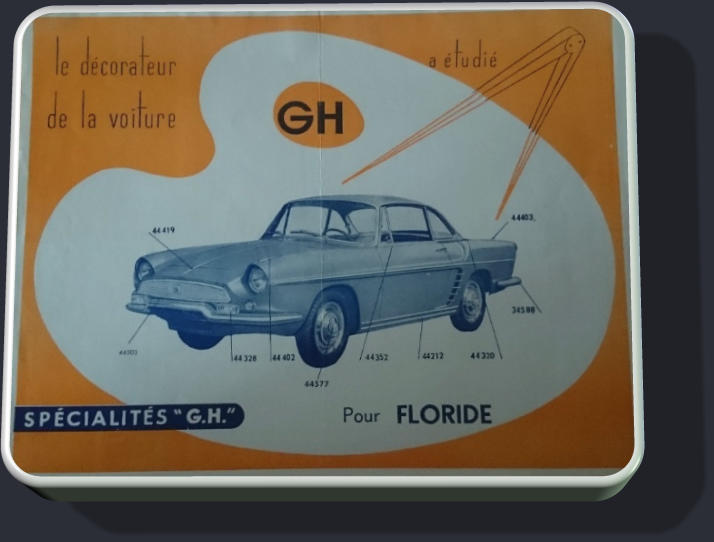 le décorateur
a étudié
de la voiture
GH
44419
44403
34588
44328
44402
44352
44212
44320
44577
SPÉCIALITÉS "G.H."
Pour FLORIDE